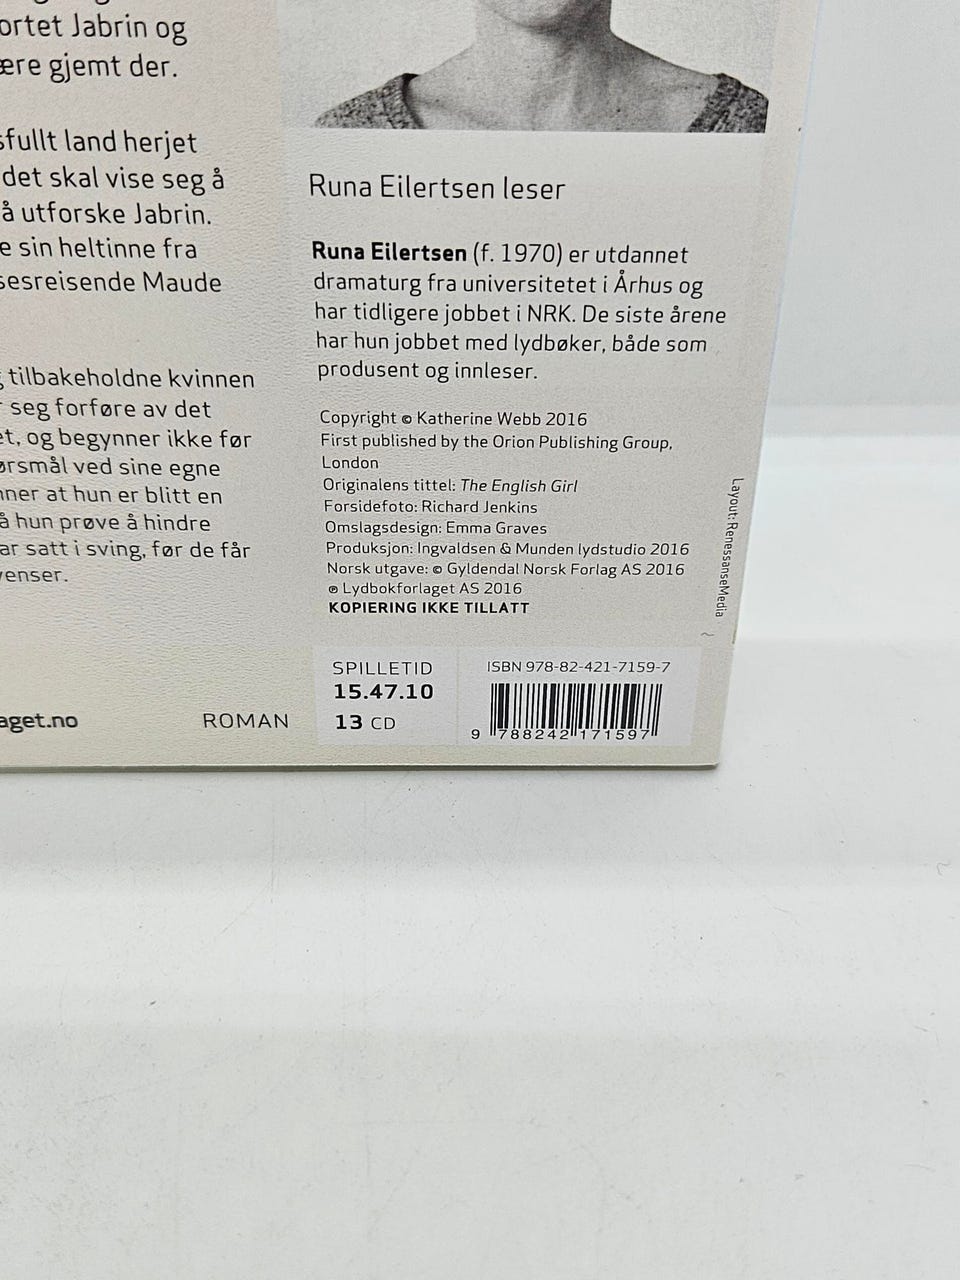 ortet Jabrin og
ære gjemt der.
sfullt land herjet
det skal vise seg å
å utforske Jabrin.
e sin heltinne fra
sesreisende Maude
tilbakeholdne kvinnen
seg forføre av det
et, og begynner ikke før
ørsmål ved sine egne
ner at hun er blitt en
å hun prøve å hindre
ar satt i sving, før de får
venser.
aget.no
ROMAN
Runa Eilertsen leser
Runa Eilertsen (f. 1970) er utdannet
dramaturg fra universitetet i Århus og
har tidligere jobbet i NRK. De siste årene
har hun jobbet med lydbøker, både som
produsent og innleser.
Copyright © Katherine Webb 2016
First published by the Orion Publishing Group,
London
Originalens tittel: The English Girl
Forsidefoto: Richard Jenkins
Omslagsdesign: Emma Graves
Produksjon: Ingvaldsen & Munden lydstudio 2016
Norsk utgave: © Gyldendal Norsk Forlag AS 2016
℗ Lydbokforlaget AS 2016
KOPIERING IKKE TILLATT
Layout: RenessanseMedia
SPILLETID
15.47.10
13 CD
ISBN 978-82-421-7159-7
9 788242 171597